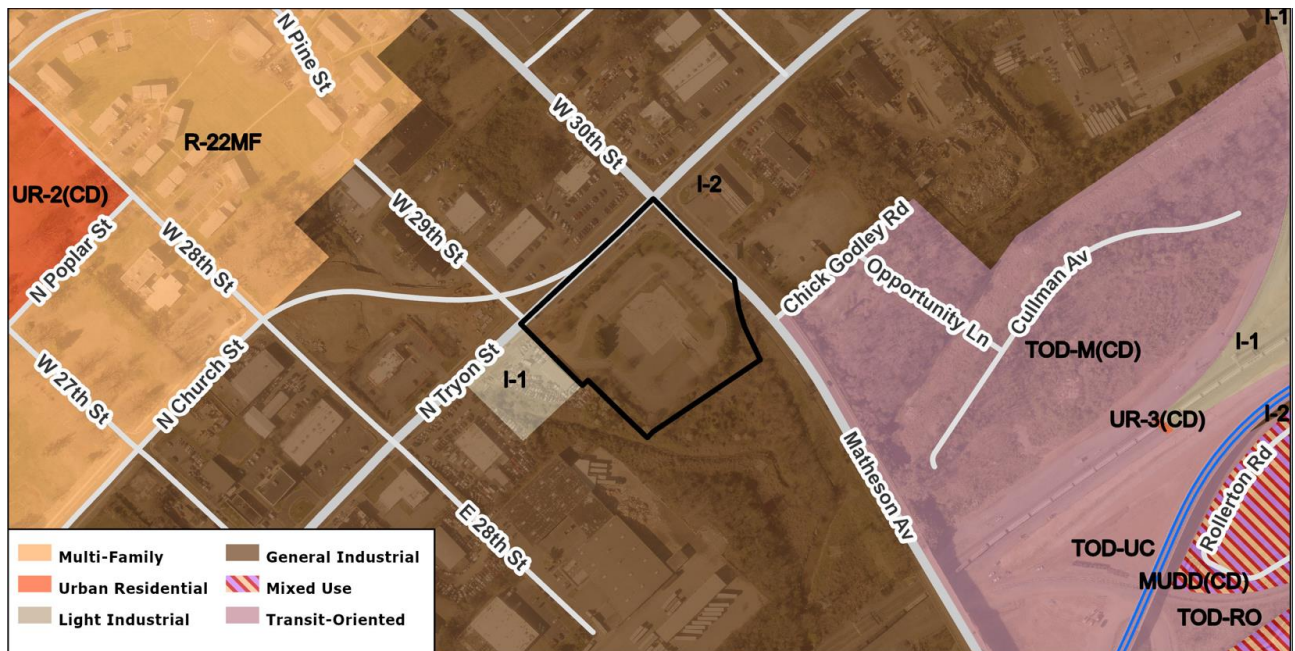 I-1
N Pine St
R-22MF
W 30th St
I-2
UR-2(CD)
W 29th St
N Poplar St
W 28th St
Chick Godley Rd
Opportunity Ln
Cullman Av
TOD-M(CD)
I-1
W 27th St
N Church St
N Tryon St
I-1
UR-3(CD)
I-2
Matheson Av
Rollerton Rd
E 28th St
TOD-UC
MUDD(CD)
TOD-RO
Multi-Family
General Industrial
Urban Residential
Mixed Use
Light Industrial
Transit-Oriented